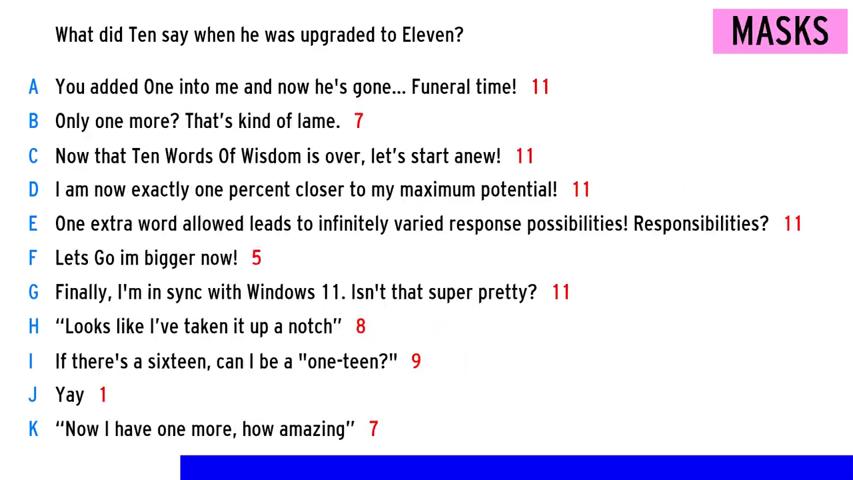 What did Ten say when he was upgraded to Eleven?
MASKS
A You added One into me and now he's gone... Funeral time! 11
B Only one more? That's kind of lame. 7
C Now that Ten Words Of Wisdom is over, let's start anew! 11
D I am now exactly one percent closer to my maximum potential! 11
E One extra word allowed leads to infinitely varied response possibilities! Responsibilities? 11
F Lets Go im bigger now! 5
G Finally, I'm in sync with Windows 11. Isn't that super pretty? 11
H “Looks like I've taken it up a notch” 8
I If there's a sixteen, can I be a "one-teen?" 9
J Yay 1
K “Now I have one more, how amazing” 7